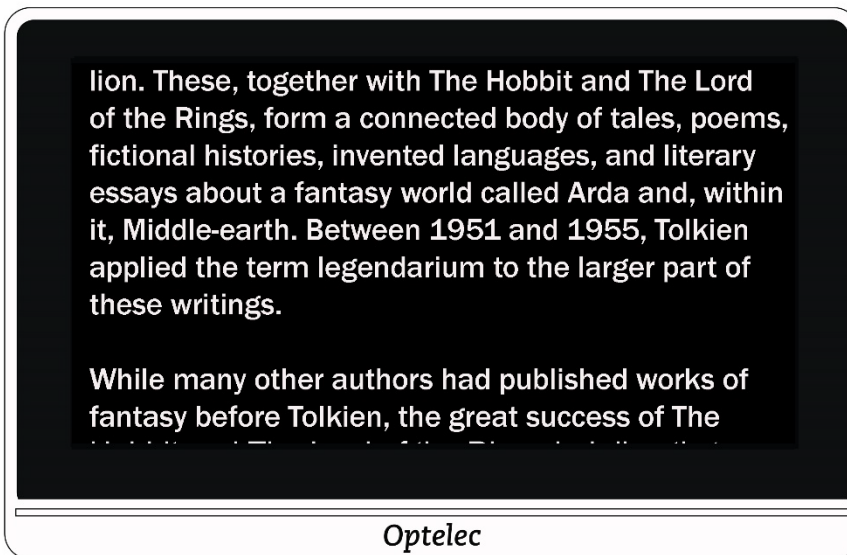 lion. These, together with The Hobbit and The Lord
of the Rings, form a connected body of tales, poems,
fictional histories, invented languages, and literary
essays about a fantasy world called Arda and, within
it, Middle-earth. Between 1951 and 1955, Tolkien
applied the term legendarium to the larger part of
these writings.

While many other authors had published works of
fantasy before Tolkien, the great success of The
Optelec